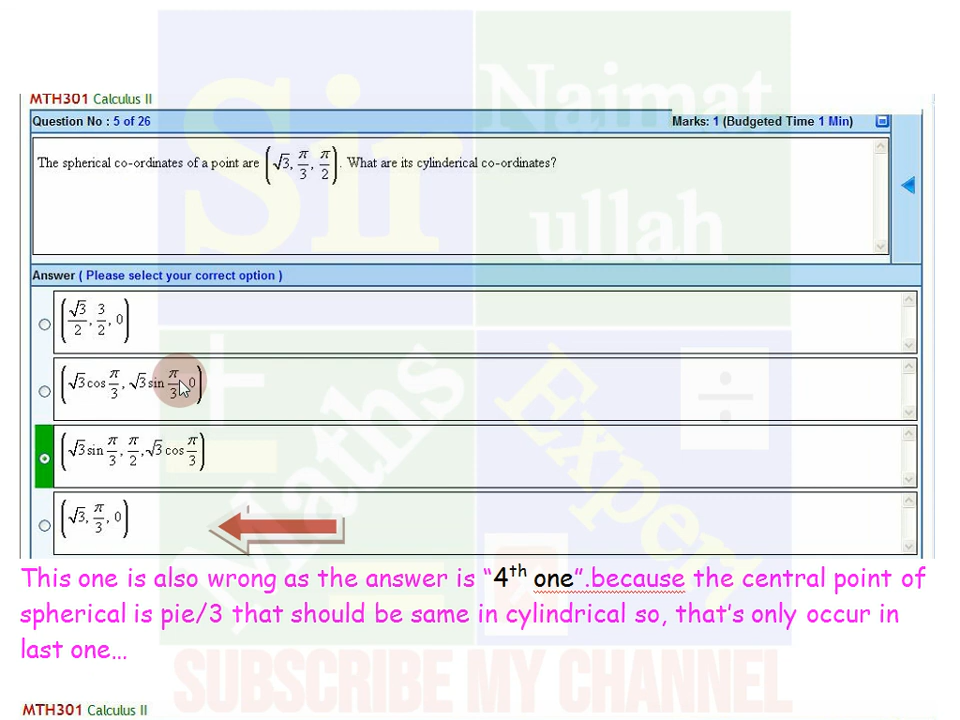 MTH301 Calculus II
Question No : 5 of 26 Marks: 1 (Budgeted Time 1 Min)
The spherical co-ordinates of a point are (√3, π/3, π/2). What are its cylinderical co-ordinates?
Answer ( Please select your correct option )
(√3/2, 3/2, 0)
(√3 cos π/3, √3 sin π/3, 0)
(√3 sin π/3, π/2, √3 cos π/3)
(√3, π/3, 0)
This one is also wrong as the answer is “4th one”.because the central point of
spherical is pie/3 that should be same in cylindrical so, that’s only occur in
last one…
MTH301 Calculus II
Sir
Naimat
ullah
Maths
Expert
SUBSCRIBE MY CHANNEL